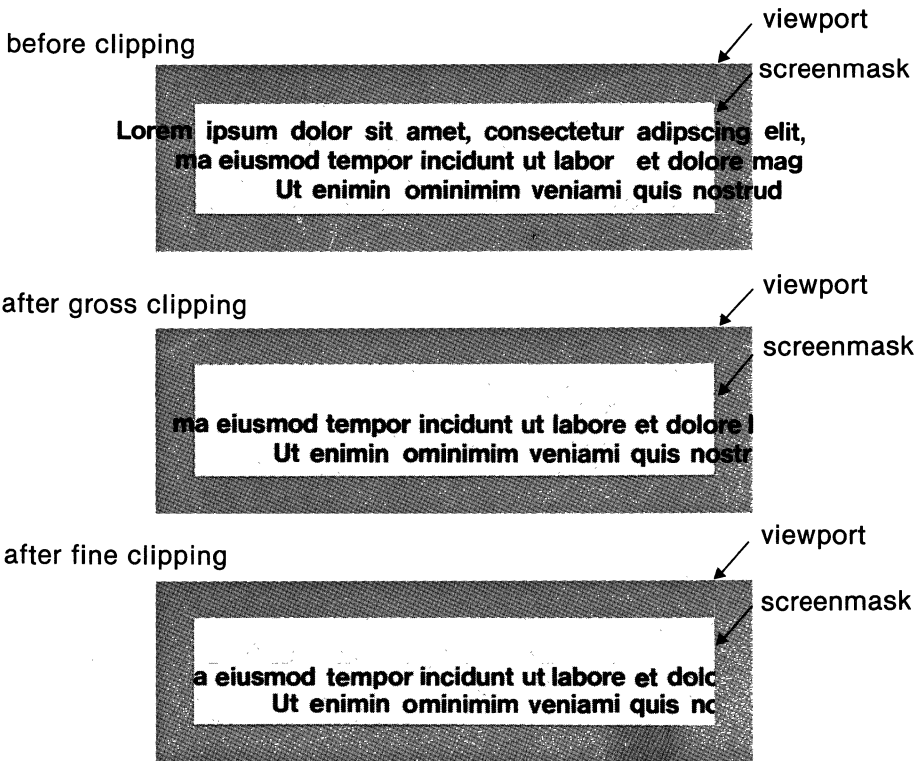 viewport
before clipping
screenmask
Lorem ipsum dolor sit amet, consectetur adipscing elit,
ma eiusmod tempor incidunt ut labor et dolore mag
Ut enimin ominimim veniami quis nostrud
viewport
after gross clipping
screenmask
ma eiusmod tempor incidunt ut labore et dolore
Ut enimin ominimim veniami quis nostr
viewport
after fine clipping
screenmask
a eiusmod tempor incidunt ut labore et dolo
Ut enimin ominimim veniami quis no